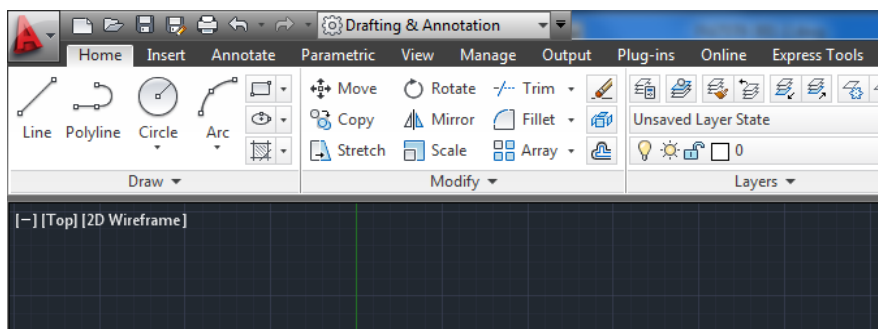 Drafting & Annotation
Home Insert Annotate Parametric View Manage Output Plug-ins Online Express Tools
Move Rotate Trim
Copy Mirror Fillet Unsaved Layer State
Line Polyline Circle Arc
Stretch Scale Array 0
Draw Modify Layers
[−] [Top] [2D Wireframe]